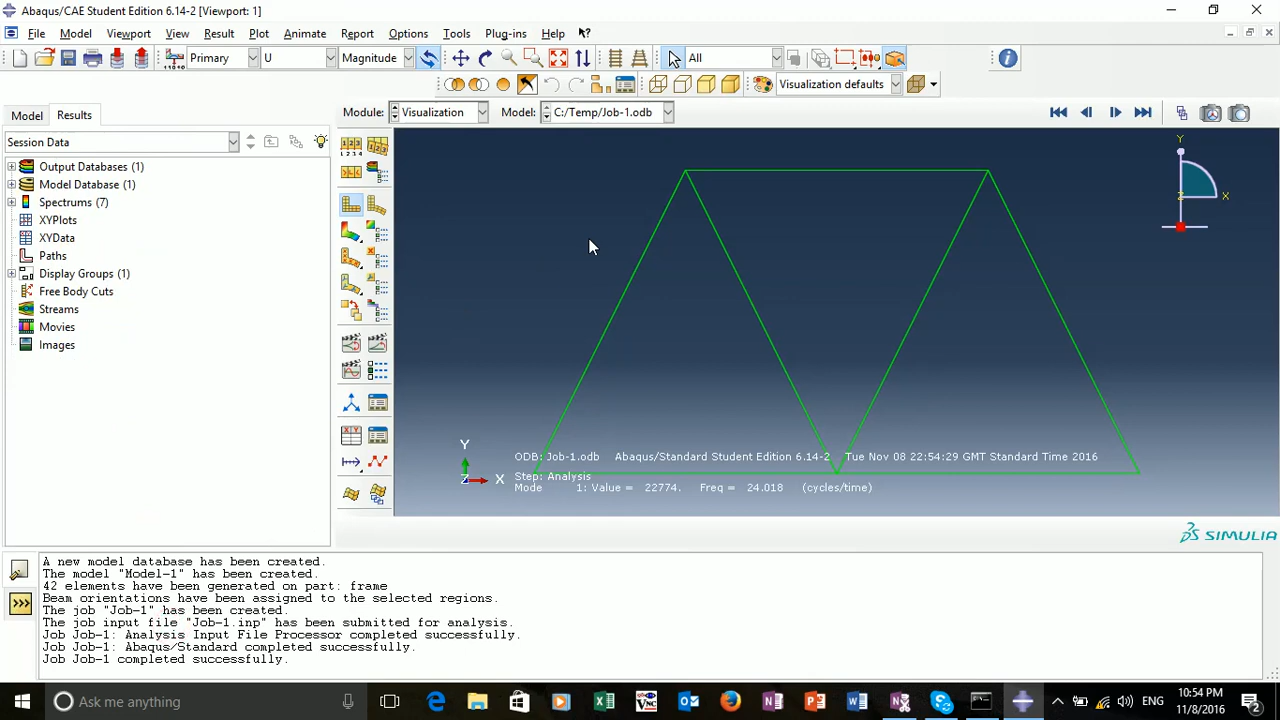 Abaqus/CAE Student Edition 6.14-2 [Viewport: 1]
File Model Viewport View Result Plot Animate Report Options Tools Plug-ins Help
Primary U Magnitude All
Visualization defaults
Model Results Module: Visualization Model: C:/Temp/Job-1.odb
Session Data
Output Databases (1)
Model Database (1)
Spectrums (7)
XYPlots
XYData
Paths
Display Groups (1)
Free Body Cuts
Streams
Movies
Images
Y
Z X
Y
Z X
ODB: Job-1.odb Abaqus/Standard Student Edition 6.14-2 Tue Nov 08 22:54:29 GMT Standard Time 2016
Step: Analysis
Mode 1: Value = 22774. Freq = 24.018 (cycles/time)
SIMULIA
A new model database has been created.
The model "Model-1" has been created.
42 elements have been generated on part: frame
Beam orientations have been assigned to the selected regions.
The job "Job-1" has been created.
The job input file "Job-1.inp" has been submitted for analysis.
Job Job-1: Analysis Input File Processor completed successfully.
Job Job-1: Abaqus/Standard completed successfully.
Job Job-1 completed successfully.
Ask me anything
ENG
10:54 PM
11/8/2016